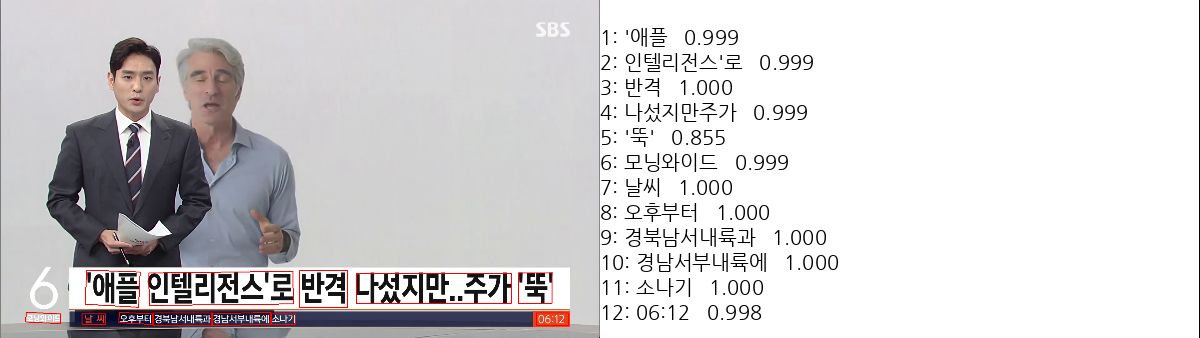 SBS
6
'애플 인텔리전스'로 반격 나섰지만..주가 '뚝'
모닝와이드
날씨 오후부터 경북남서내륙과 경남서부내륙에 소나기
06:12
1: '애플 0.999
2: 인텔리전스'로 0.999
3: 반격 1.000
4: 나섰지만주가 0.999
5: '뚝' 0.855
6: 모닝와이드 0.999
7: 날씨 1.000
8: 오후부터 1.000
9: 경북남서내륙과 1.000
10: 경남서부내륙에 1.000
11: 소나기 1.000
12: 06:12 0.998